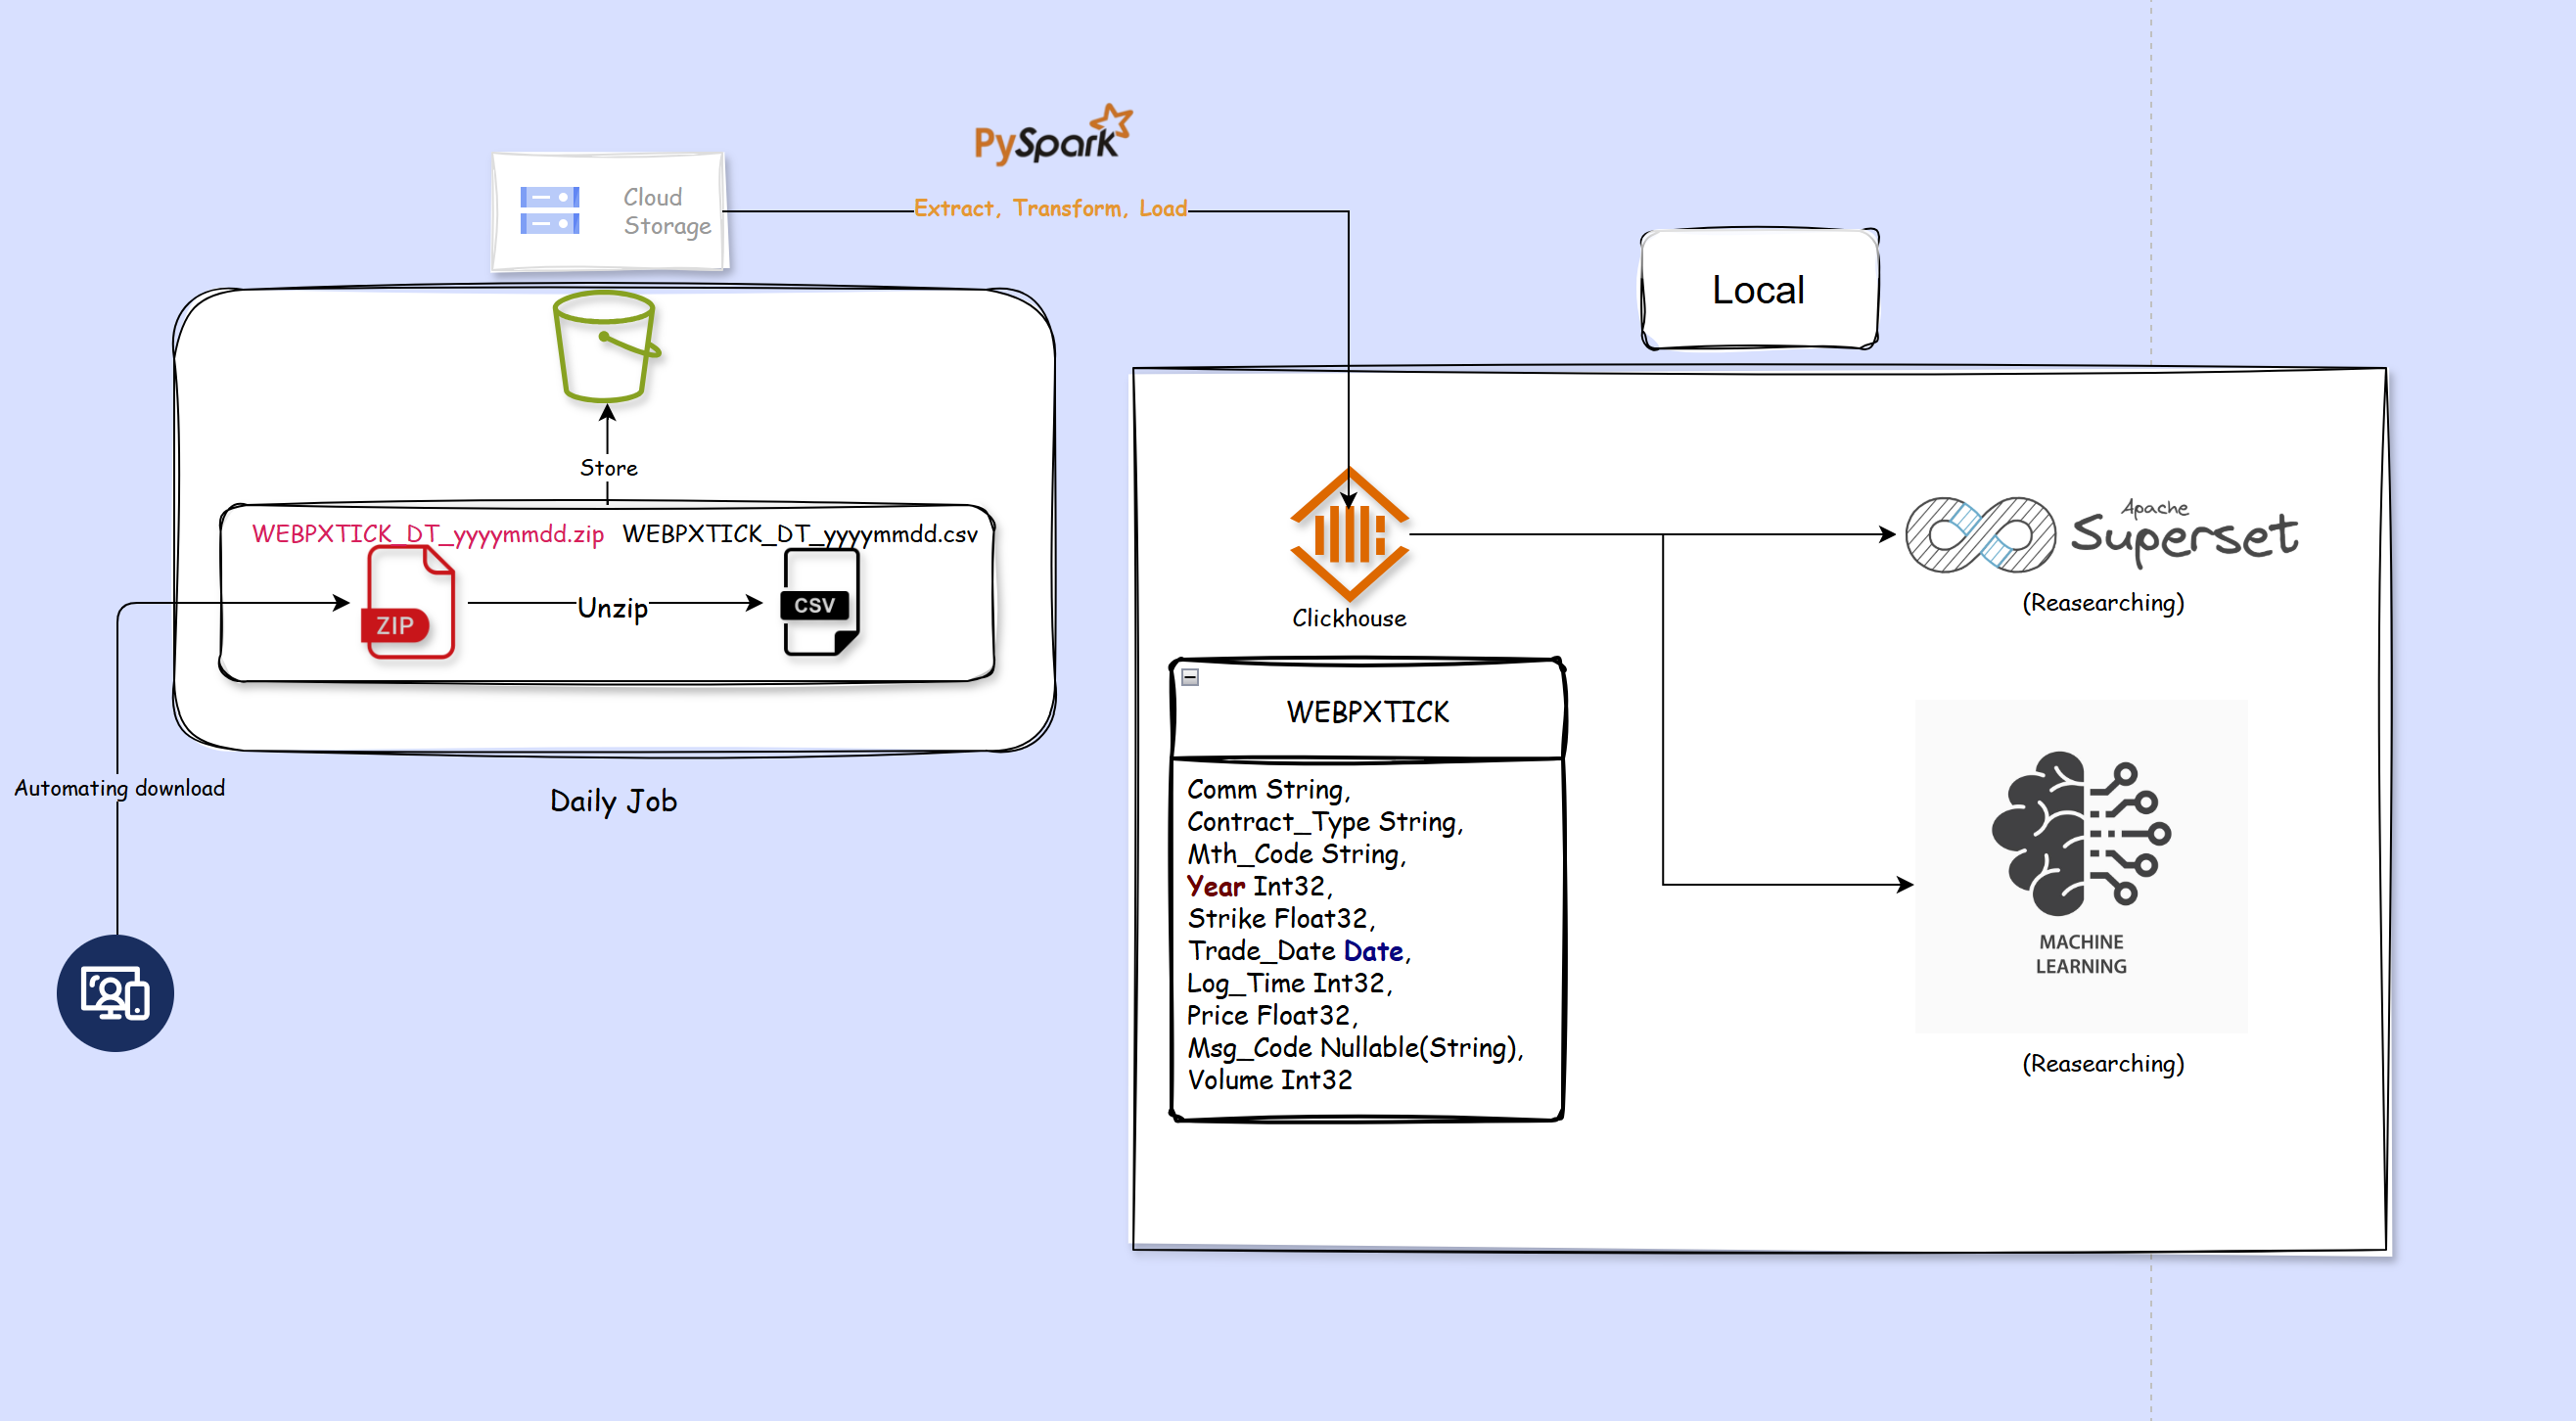 PySpark
Cloud
Storage
Extract, Transform, Load
Local
Store
WEBPXTICK_DT_yyyymmdd.zip
WEBPXTICK_DT_yyyymmdd.csv
ZIP
Unzip
CSV
Automating download
Daily Job
Clickhouse
Apache
Superset
(Reasearching)
WEBPXTICK
Comm String,
Contract_Type String,
Mth_Code String,
Year Int32,
Strike Float32,
Trade_Date Date,
Log_Time Int32,
Price Float32,
Msg_Code Nullable(String),
Volume Int32
MACHINE
LEARNING
(Reasearching)